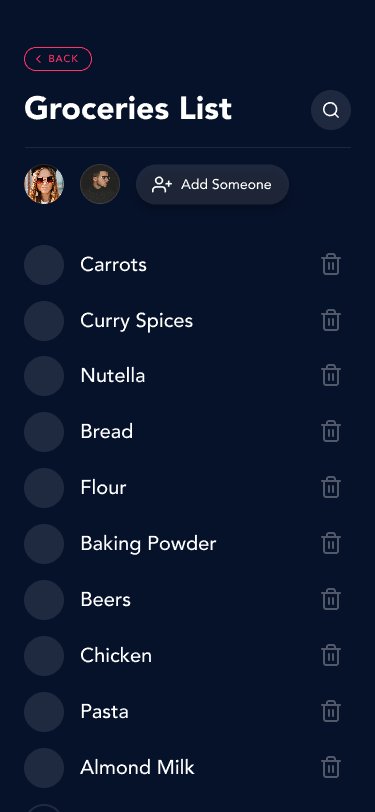 BACK
Groceries List
Add Someone
Carrots
Curry Spices
Nutella
Bread
Flour
Baking Powder
Beers
Chicken
Pasta
Almond Milk